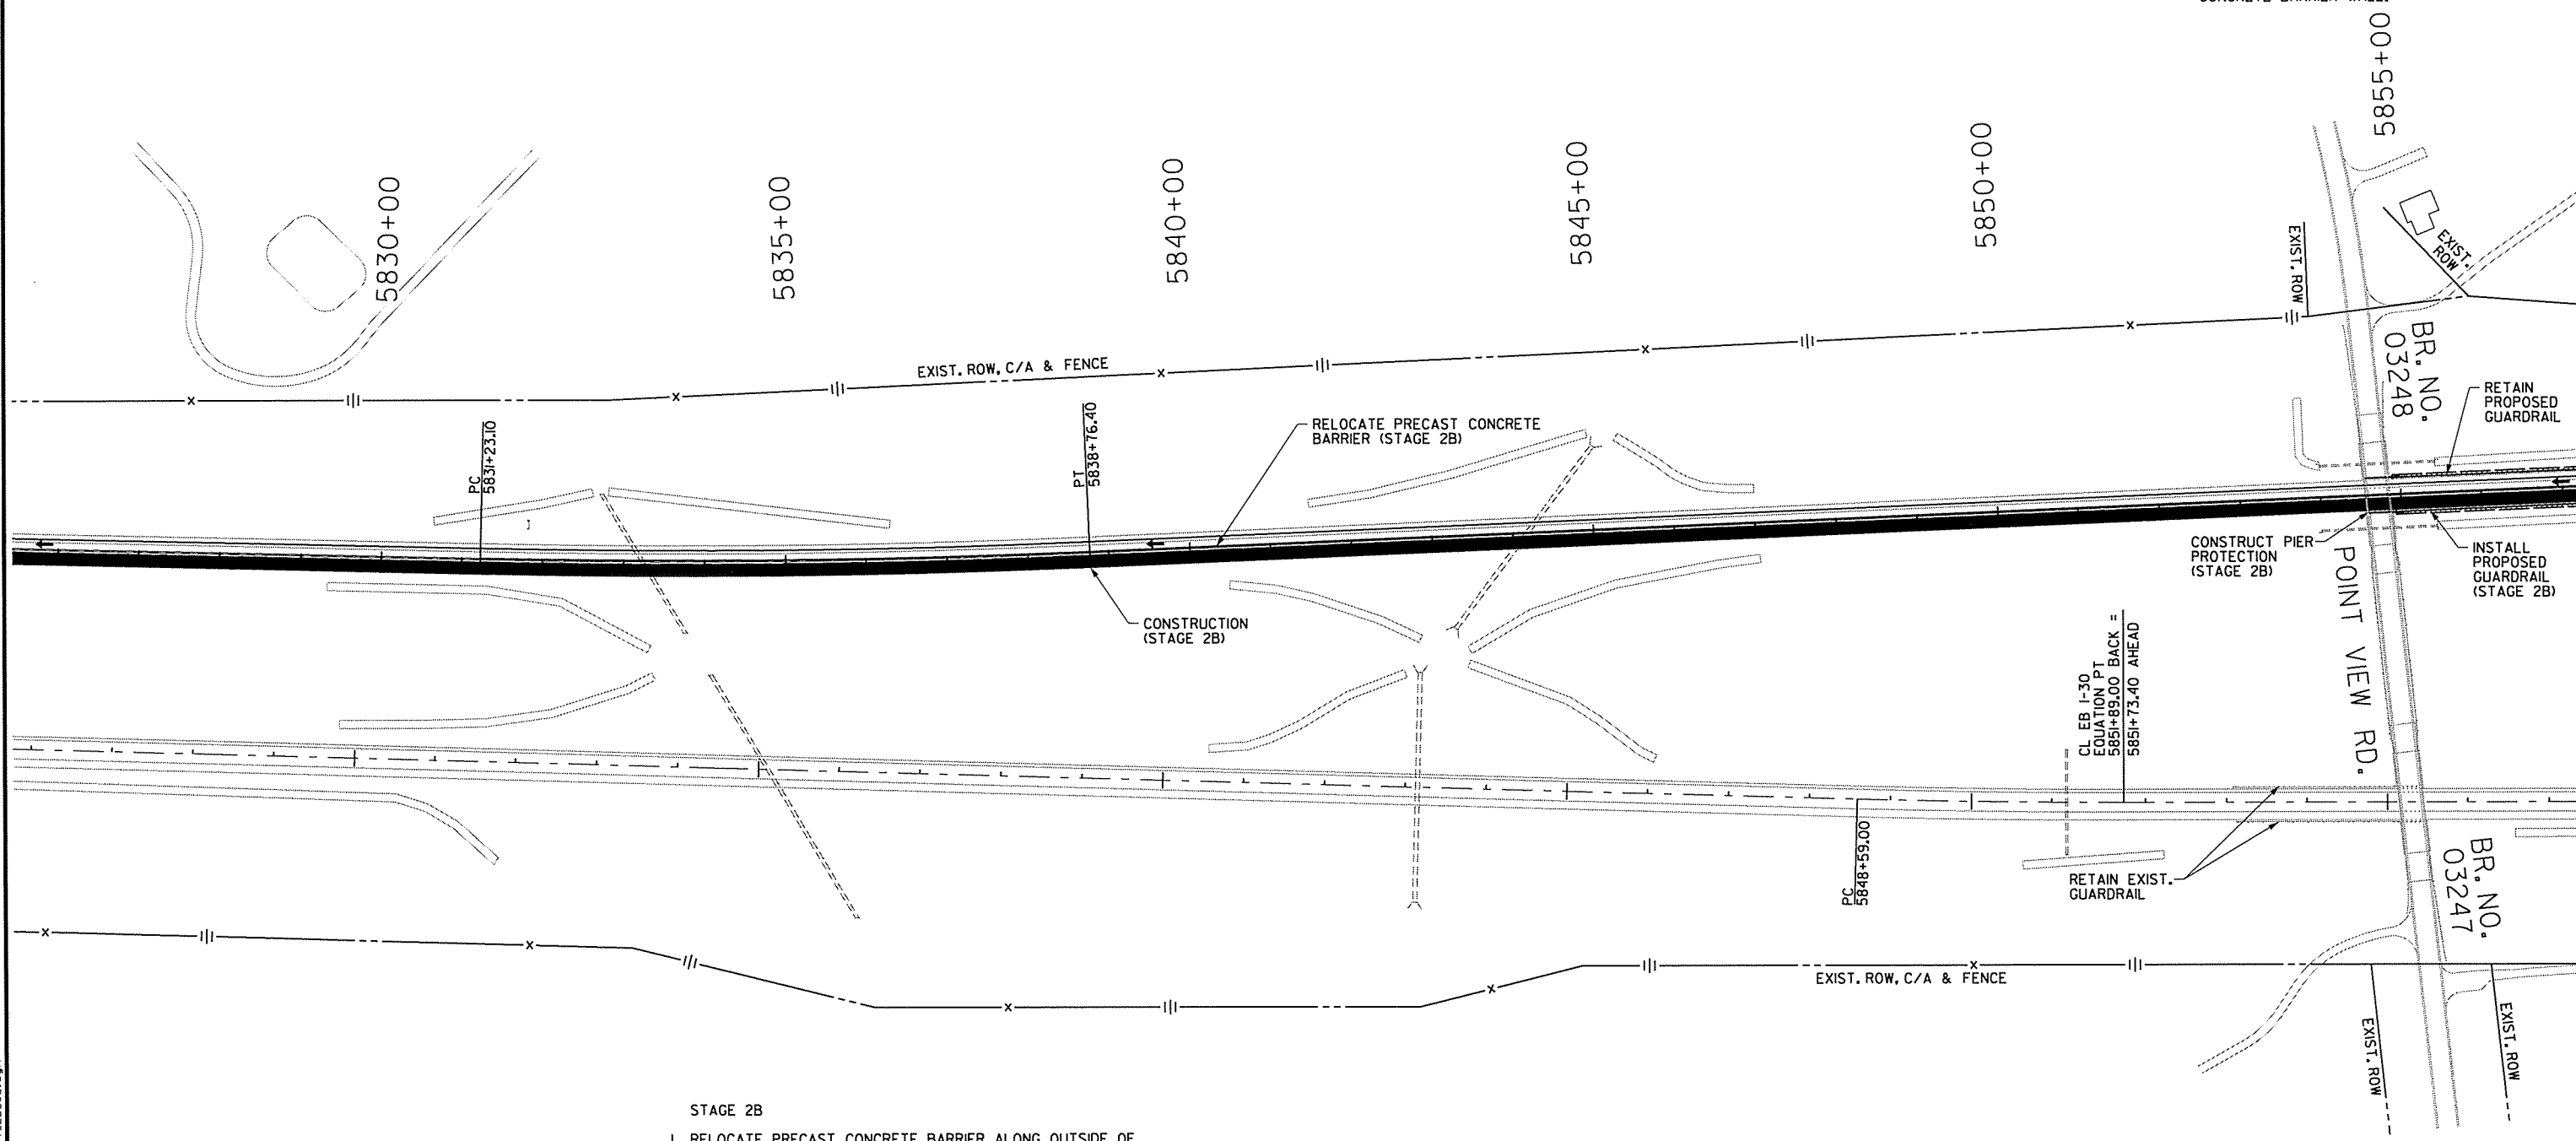 5855+00
5850+00
5845+00
5840+00
5835+00
5830+00
EXIST. ROW
EXIST.
ROW
BR. NO.
03248
EXIST. ROW, C/A & FENCE
RETAIN
PROPOSED
GUARDRAIL
PC
5831+23.10
PT
5838+76.40
RELOCATE PRECAST CONCRETE
BARRIER (STAGE 2B)
CONSTRUCT PIER
PROTECTION
(STAGE 2B)
INSTALL
PROPOSED
GUARDRAIL
(STAGE 2B)
CONSTRUCTION
(STAGE 2B)
POINT VIEW RD.
CL EB I-30
EQUATION PT
5851+89.00 BACK =
5851+73.40 AHEAD
PC
5848+59.00
RETAIN EXIST.
GUARDRAIL
BR. NO.
03247
EXIST. ROW, C/A & FENCE
EXIST. ROW
EXIST. ROW
STAGE 2B
1. RELOCATE PRECAST CONCRETE BARRIER ALONG OUTSIDE OF